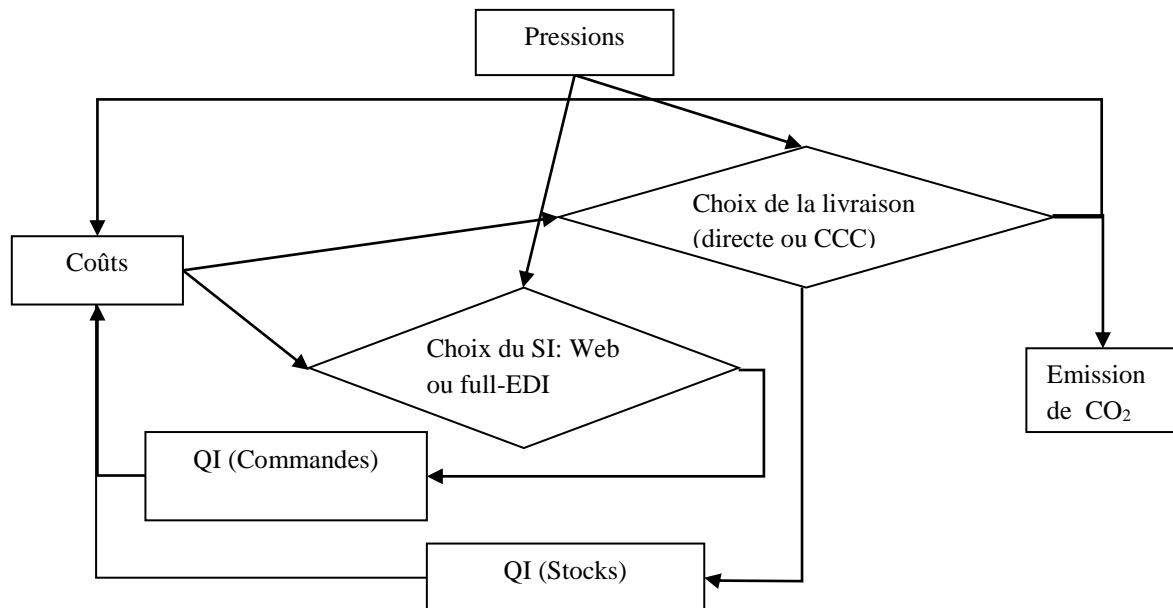 Pressions
Choix de la livraison
(directe ou CCC)
Coûts
Choix du SI: Web
ou full-EDI
Emission
de CO₂
QI (Commandes)
QI (Stocks)